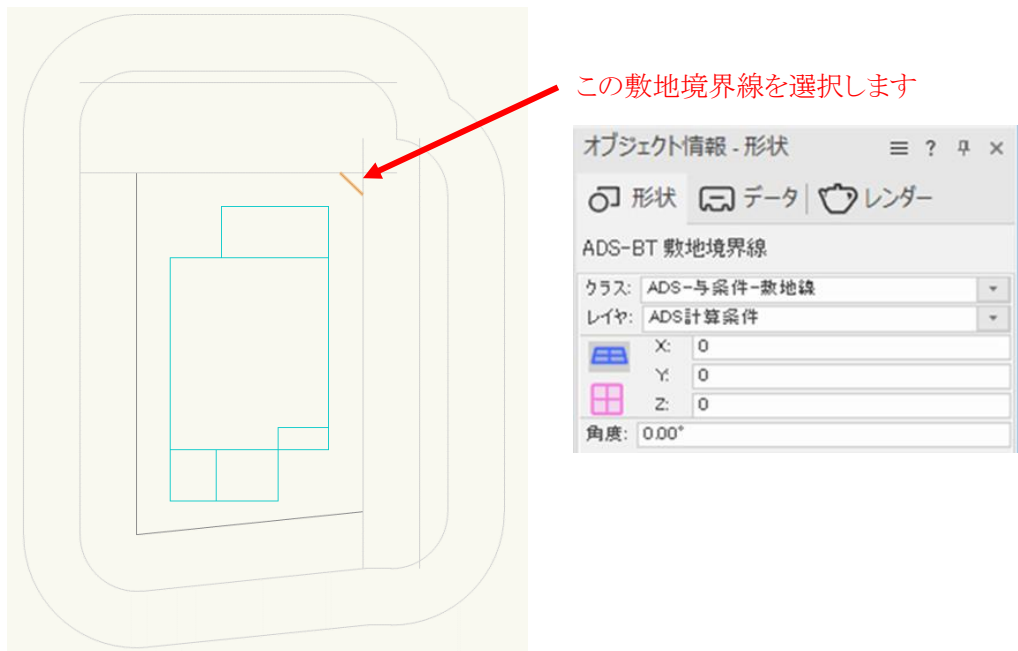 この敷地境界線を選択します
オブジェクト情報 - 形状
形状 データ レンダー
ADS-BT 敷地境界線
クラス: ADS-与条件-敷地線
レイヤ: ADS計算条件
X: 0
Y: 0
Z: 0
角度: 0.00°